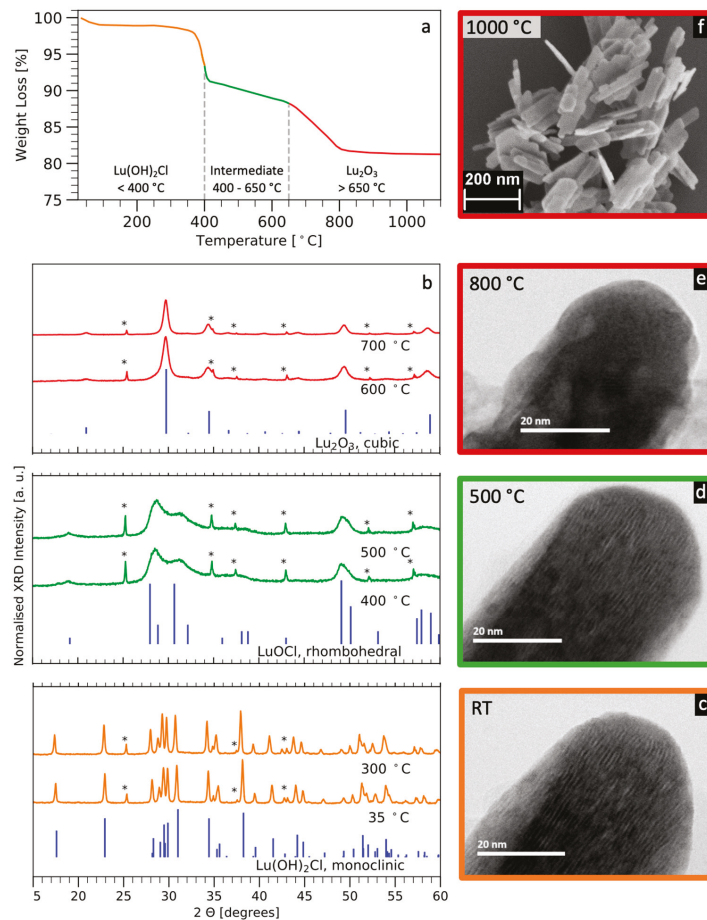 a
100
95
90
85
80
75
Weight Loss [%]
Lu(OH)₂Cl
< 400 °C
Intermediate
400 - 650 °C
Lu₂O₃
> 650 °C
200
400
600
800
1000
Temperature [°C]
1000 °C
f
200 nm
b
* * * * * *
700 °C
* * * * * *
600 °C
Lu₂O₃, cubic
* * * * * *
500 °C
* * * * * *
400 °C
LuOCl, rhombohedral
* * *
300 °C
* * *
35 °C
Lu(OH)₂Cl, monoclinic
Normalised XRD Intensity [a. u.]
5 15 25 30 35 40 45 50 55 60
2 Θ [degrees]
800 °C
e
20 nm
500 °C
d
20 nm
RT
c
20 nm